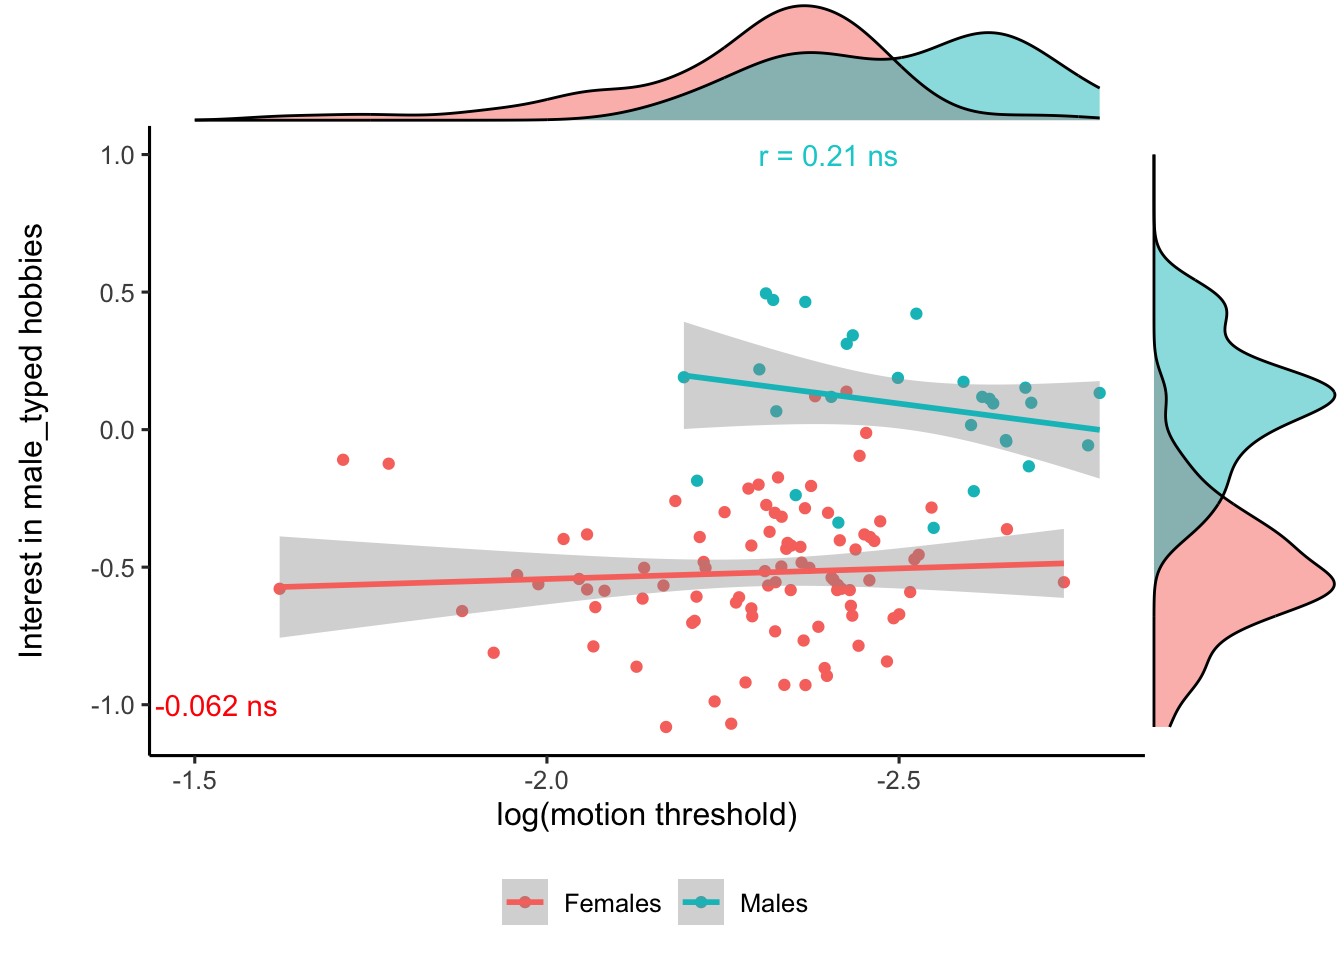 r = 0.21 ns
1.0
0.5
0.0
-0.5
-1.0
Interest in male_typed hobbies
-0.062 ns
-1.5 -2.0 -2.5
log(motion threshold)
Females Males